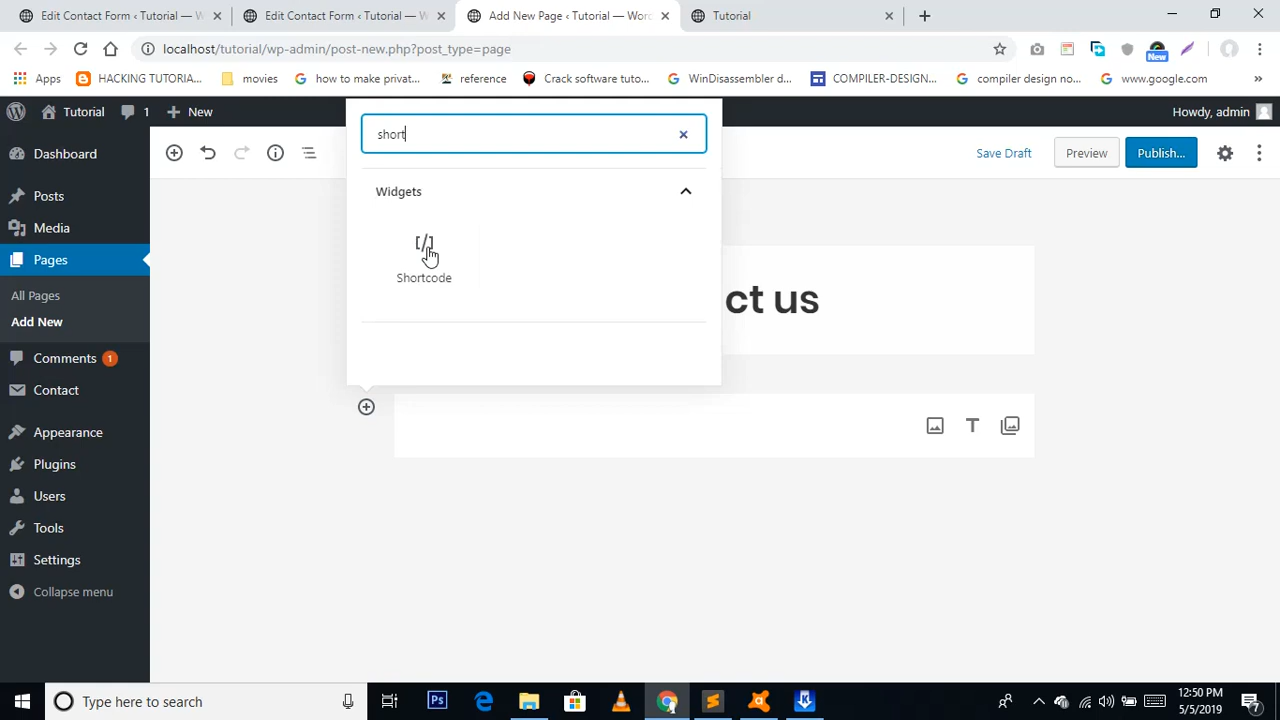 Edit Contact Form ‹ Tutorial — W
Edit Contact Form ‹ Tutorial — W
Add New Page ‹ Tutorial — Wor
Tutorial
localhost/tutorial/wp-admin/post-new.php?post_type=page
New
Apps
HACKING TUTORIA...
movies
how to make privat...
reference
Crack software tuto...
WinDisassembler d...
COMPILER-DESIGN...
compiler design no...
www.google.com
»
Tutorial
1
New
Howdy, admin
short
Save Draft
Preview
Publish...
Dashboard
Posts
Media
Pages
All Pages
Add New
Comments 1
Contact
Appearance
Plugins
Users
Tools
Settings
Collapse menu
Widgets
[/]
Shortcode
ct us
T
Type here to search
Ps
K
12:50 PM
5/5/2019
7